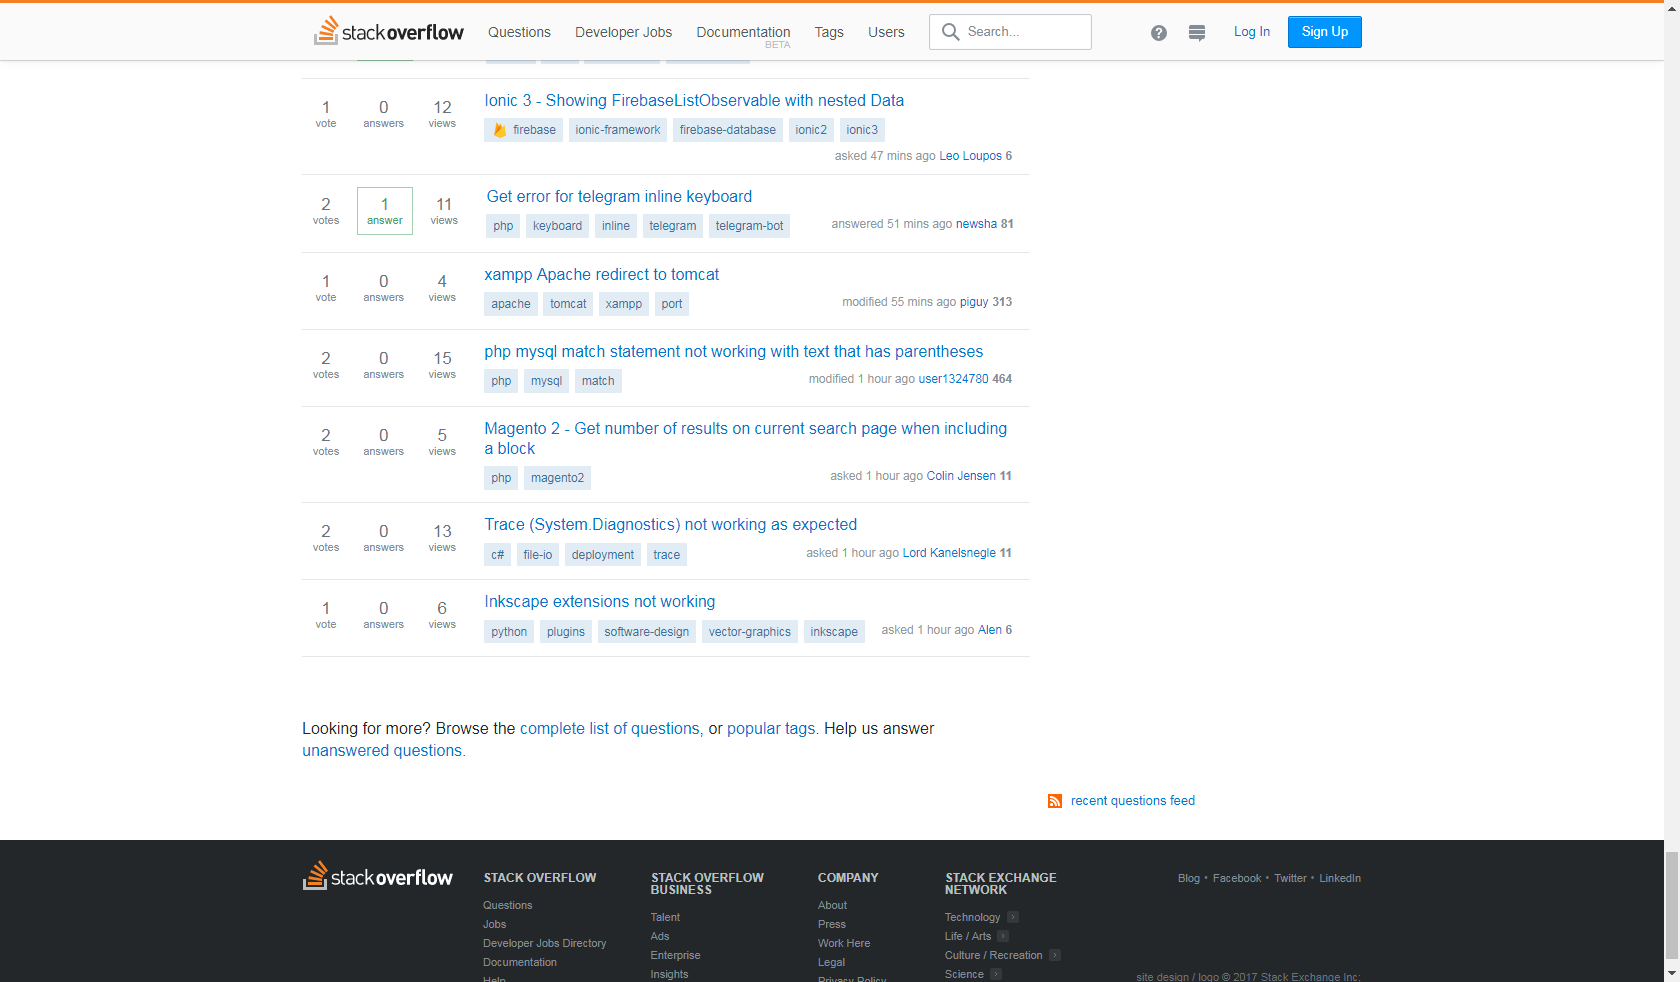 stackoverflow Questions Developer Jobs Documentation BETA Tags Users Search... ? Log In Sign Up
1 vote 0 answers 12 views
Ionic 3 - Showing FirebaseListObservable with nested Data
firebase ionic-framework firebase-database ionic2 ionic3
asked 47 mins ago Leo Loupos 6
2 votes 1 answer 11 views
Get error for telegram inline keyboard
php keyboard inline telegram telegram-bot
answered 51 mins ago newsha 81
1 vote 0 answers 4 views
xampp Apache redirect to tomcat
apache tomcat xampp port
modified 55 mins ago piguy 313
2 votes 0 answers 15 views
php mysql match statement not working with text that has parentheses
php mysql match
modified 1 hour ago user1324780 464
2 votes 0 answers 5 views
Magento 2 - Get number of results on current search page when including
a block
php magento2
asked 1 hour ago Colin Jensen 11
2 votes 0 answers 13 views
Trace (System.Diagnostics) not working as expected
c# file-io deployment trace
asked 1 hour ago Lord Kanelsnegle 11
1 vote 0 answers 6 views
Inkscape extensions not working
python plugins software-design vector-graphics inkscape
asked 1 hour ago Alen 6
Looking for more? Browse the complete list of questions, or popular tags. Help us answer
unanswered questions.
recent questions feed
stackoverflow
STACK OVERFLOW
Questions
Jobs
Developer Jobs Directory
Documentation
Help
STACK OVERFLOW
BUSINESS
Talent
Ads
Enterprise
Insights
COMPANY
About
Press
Work Here
Legal
Privacy Policy
STACK EXCHANGE
NETWORK
Technology
Life / Arts
Culture / Recreation
Science
Blog • Facebook • Twitter • LinkedIn
site design / logo © 2017 Stack Exchange Inc;